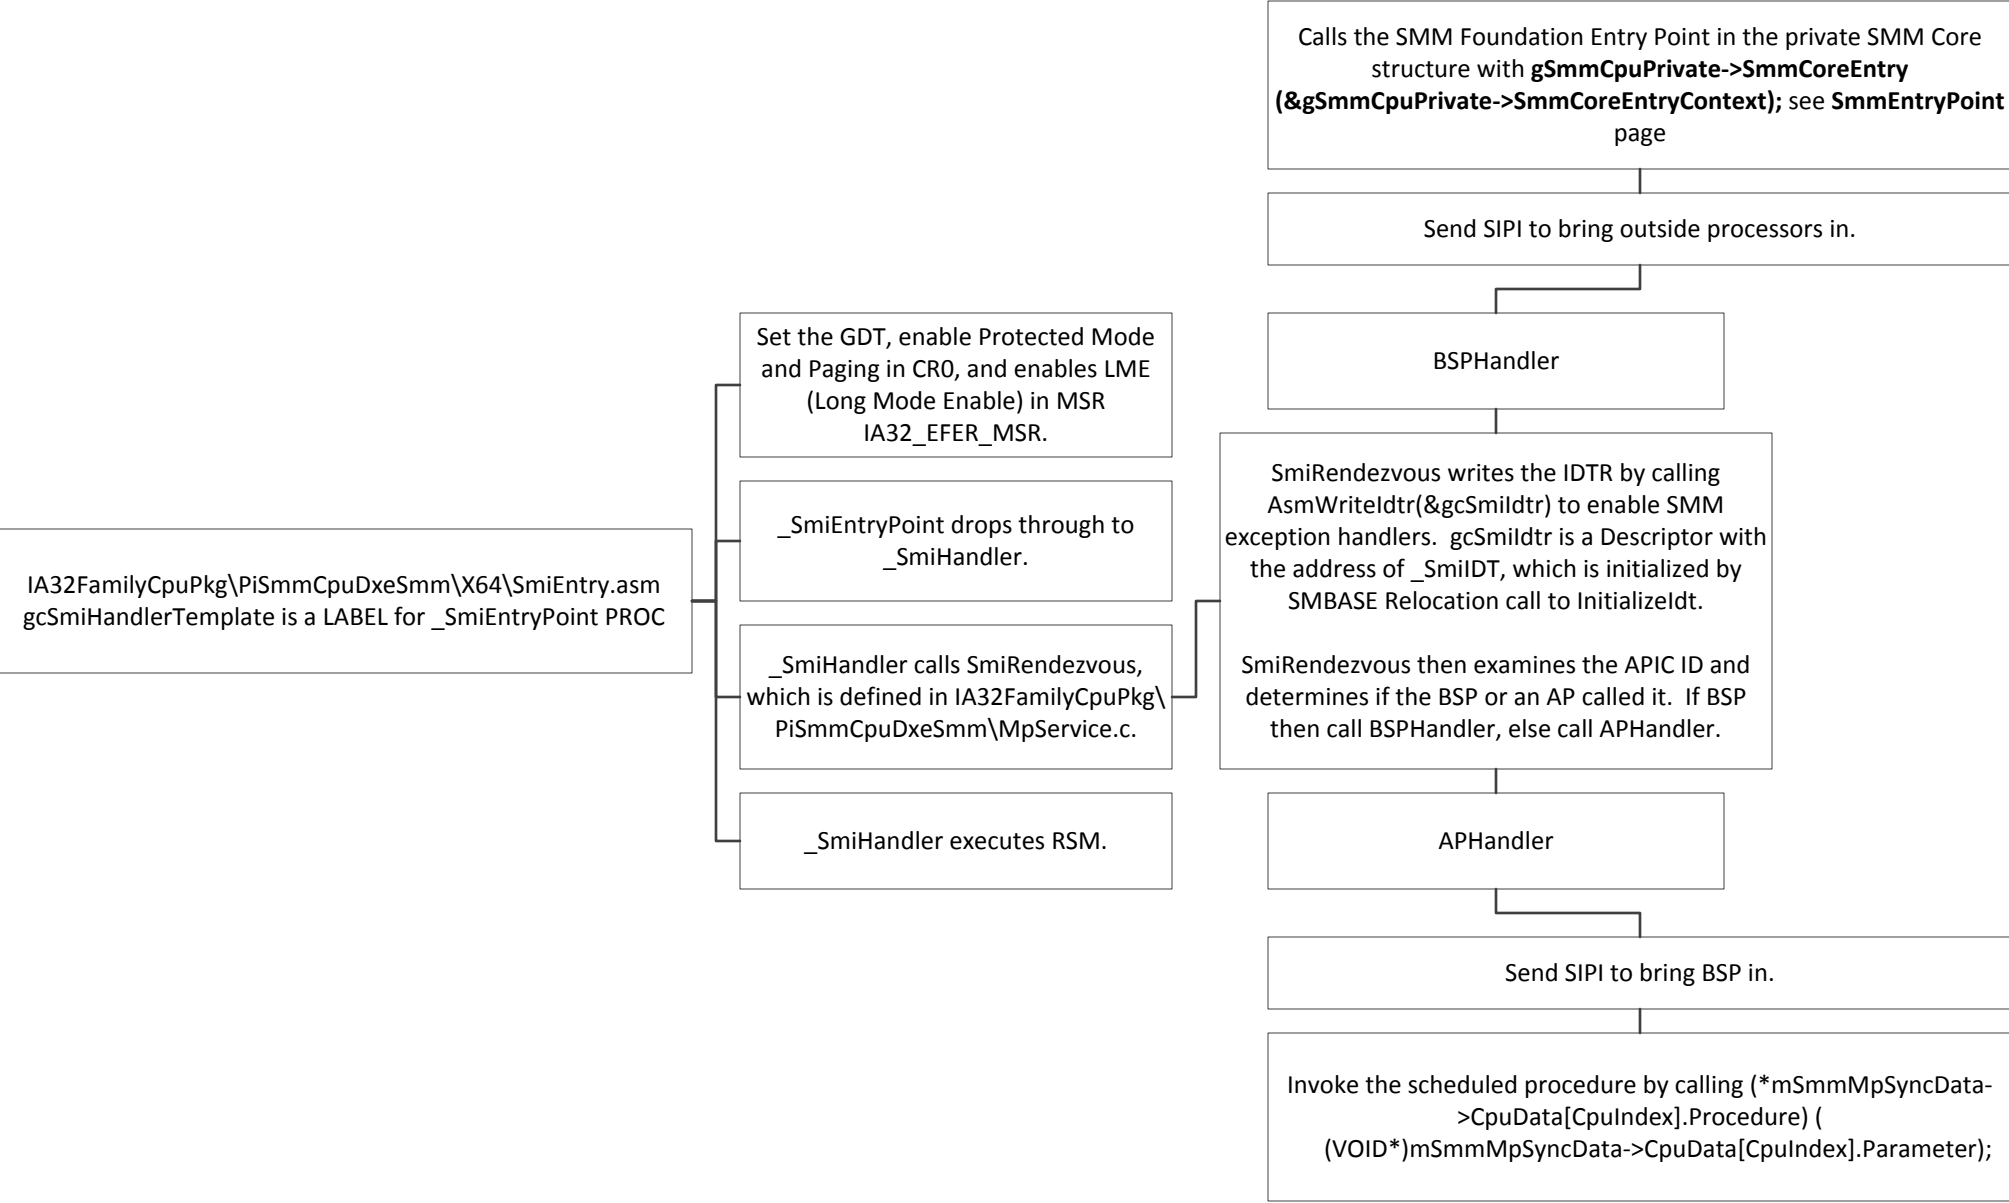 Calls the SMM Foundation Entry Point in the private SMM Core
structure with gSmmCpuPrivate->SmmCoreEntry
(&gSmmCpuPrivate->SmmCoreEntryContext); see SmmEntryPoint
page
Send SIPI to bring outside processors in.
BSPHandler
Set the GDT, enable Protected Mode
and Paging in CR0, and enables LME
(Long Mode Enable) in MSR
IA32_EFER_MSR.
_SmiEntryPoint drops through to
_SmiHandler.
IA32FamilyCpuPkg\PiSmmCpuDxeSmm\X64\SmiEntry.asm
gcSmiHandlerTemplate is a LABEL for _SmiEntryPoint PROC
_SmiHandler calls SmiRendezvous,
which is defined in IA32FamilyCpuPkg\
PiSmmCpuDxeSmm\MpService.c.
_SmiHandler executes RSM.
SmiRendezvous writes the IDTR by calling
AsmWriteIdtr(&gcSmiIdtr) to enable SMM
exception handlers.  gcSmiIdtr is a Descriptor with
the address of _SmiIDT, which is initialized by
SMBASE Relocation call to InitializeIdt.
SmiRendezvous then examines the APIC ID and
determines if the BSP or an AP called it.  If BSP
then call BSPHandler, else call APHandler.
APHandler
Send SIPI to bring BSP in.
Invoke the scheduled procedure by calling (*mSmmMpSyncData-
>CpuData[CpuIndex].Procedure) (
(VOID*)mSmmMpSyncData->CpuData[CpuIndex].Parameter);